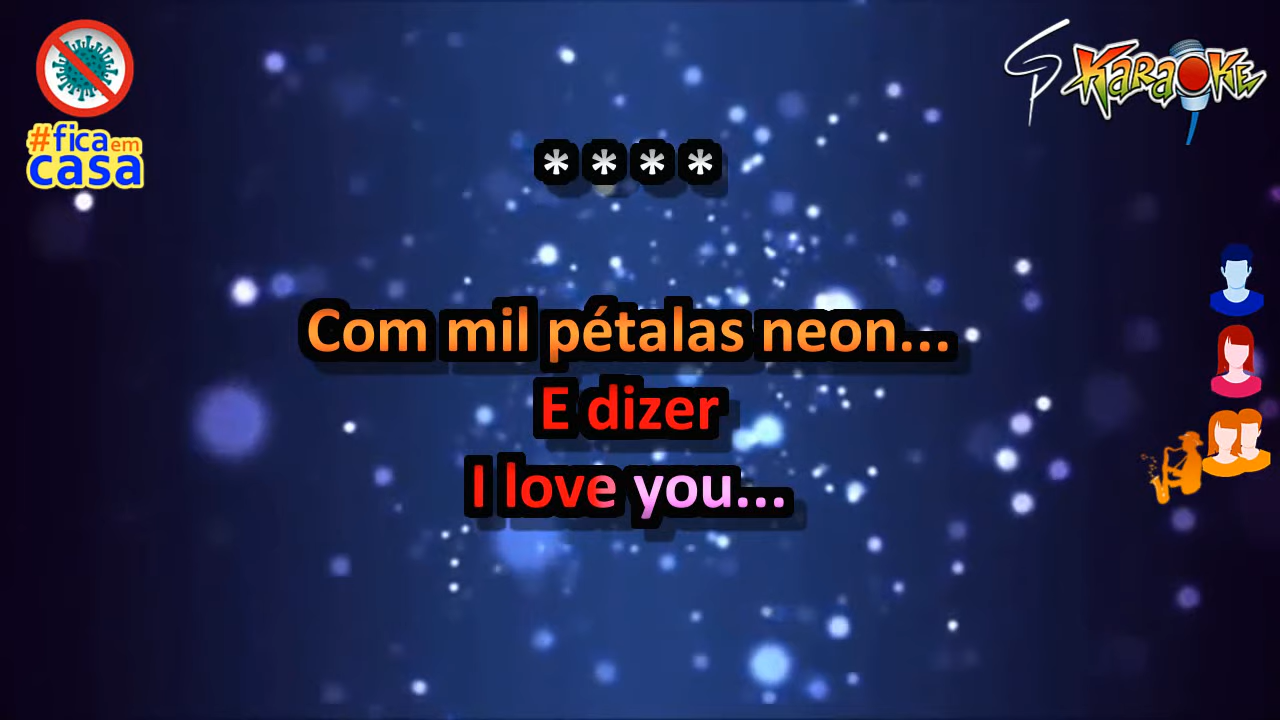 #fica em
casa
Karaoke
* * * *
Com mil pétalas neon...
E dizer
I love you...